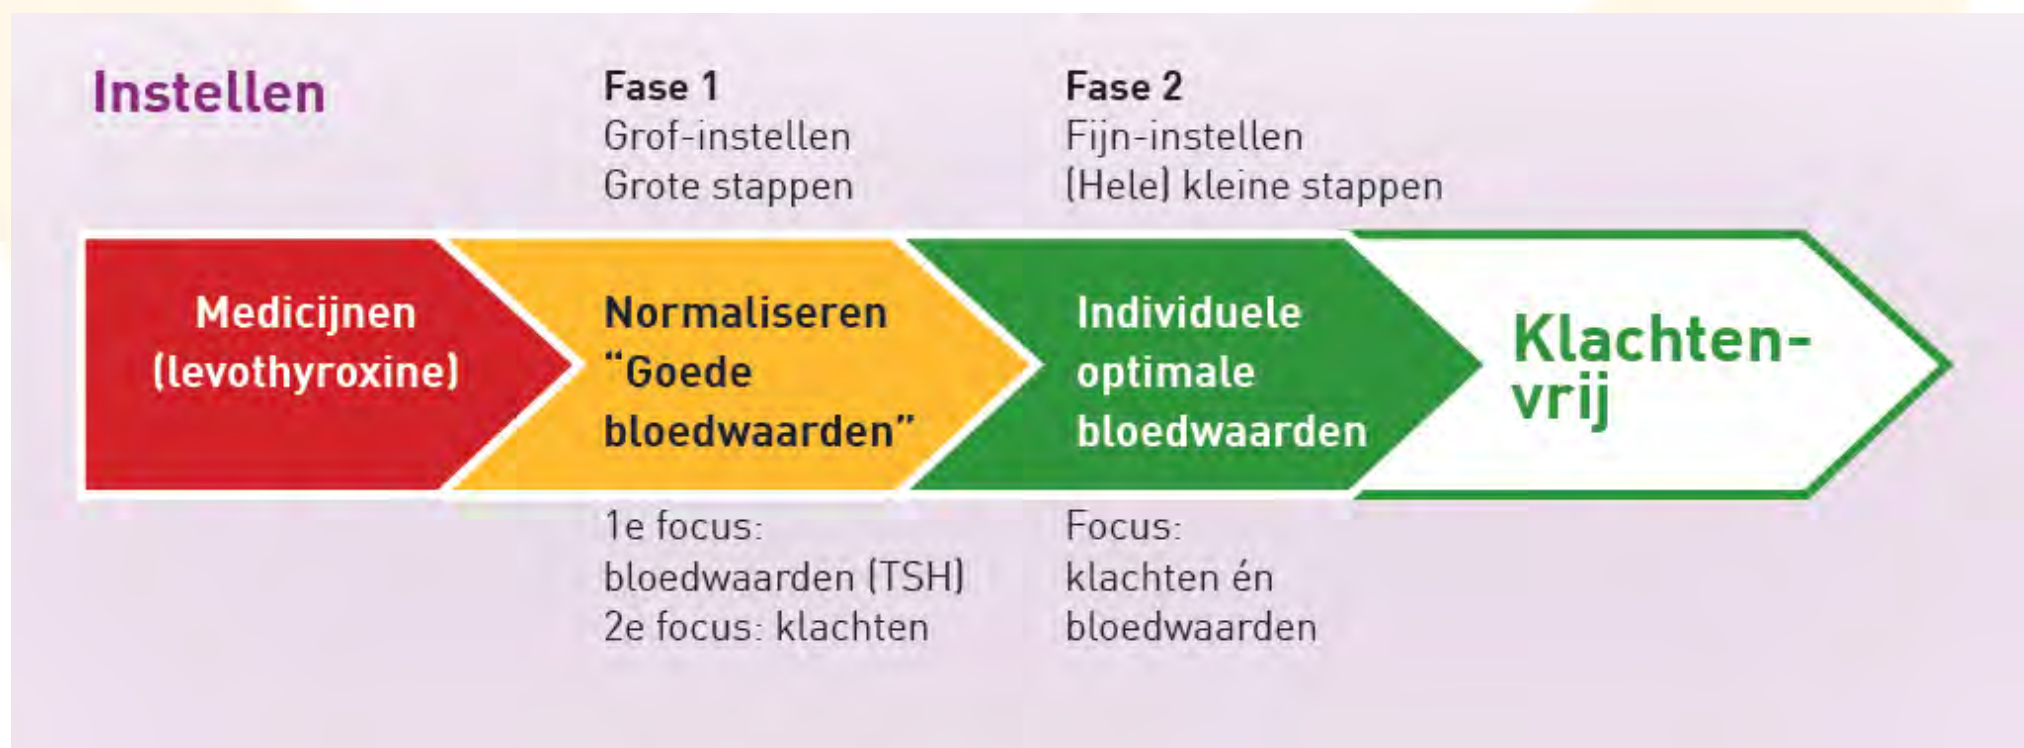 Instellen
Fase 1
Grof-instellen
Grote stappen
Fase 2
Fijn-instellen
(Hele) kleine stappen
Medicijnen
(levothyroxine)
Normaliseren
“Goede
bloedwaarden”
Individuele
optimale
bloedwaarden
Klachten-
vrij
1e focus:
bloedwaarden (TSH)
2e focus: klachten
Focus:
klachten én
bloedwaarden